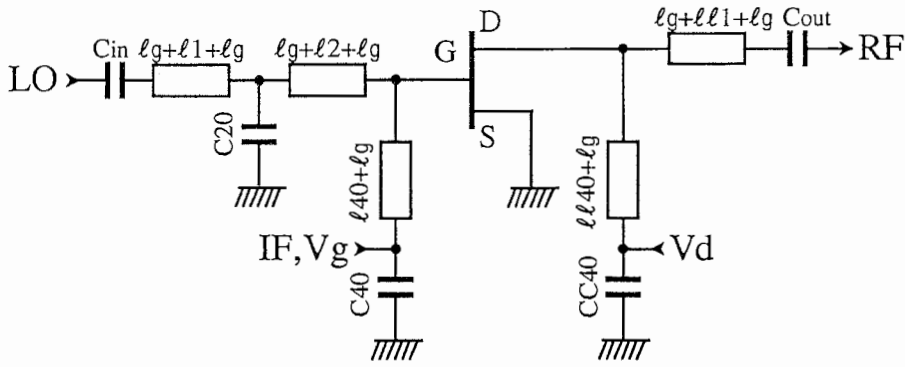 LO
Cin
ℓg+ℓ1+ℓg
ℓg+ℓ2+ℓg
G
D
S
ℓg+ℓℓ1+ℓg
Cout
RF
C20
ℓ40+ℓg
ℓℓ40+ℓg
IF,Vg
Vd
C40
CC40